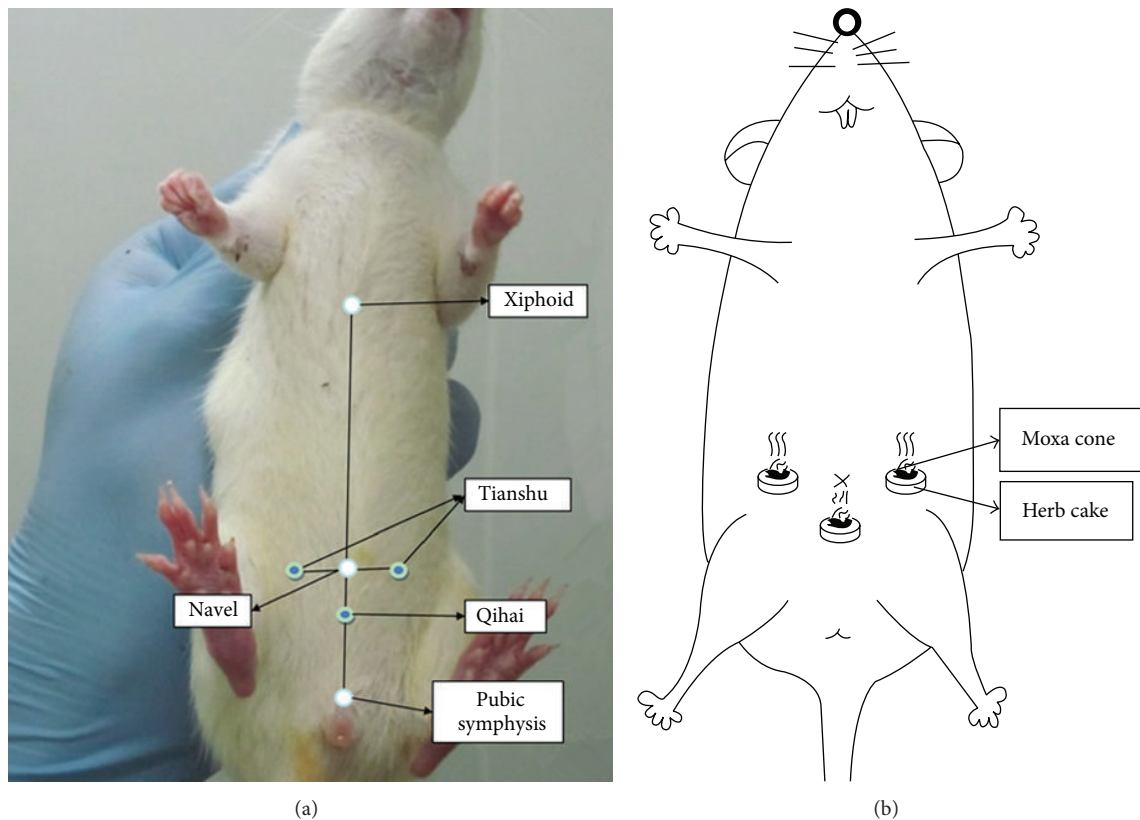 Xiphoid
Tianshu
Navel
Qihai
Pubic
symphysis
(a)
Moxa cone
Herb cake
(b)